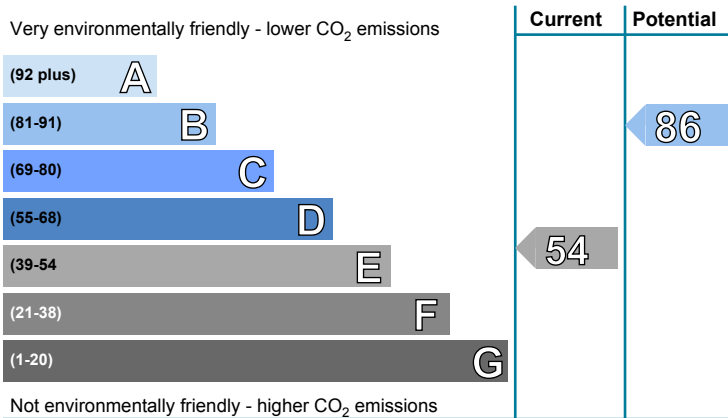 Current Potential
Very environmentally friendly - lower CO2 emissions
(92 plus) A
(81-91) B
86
(69-80) C
(55-68) D
(39-54 E
54
(21-38) F
(1-20) G
Not environmentally friendly - higher CO2 emissions